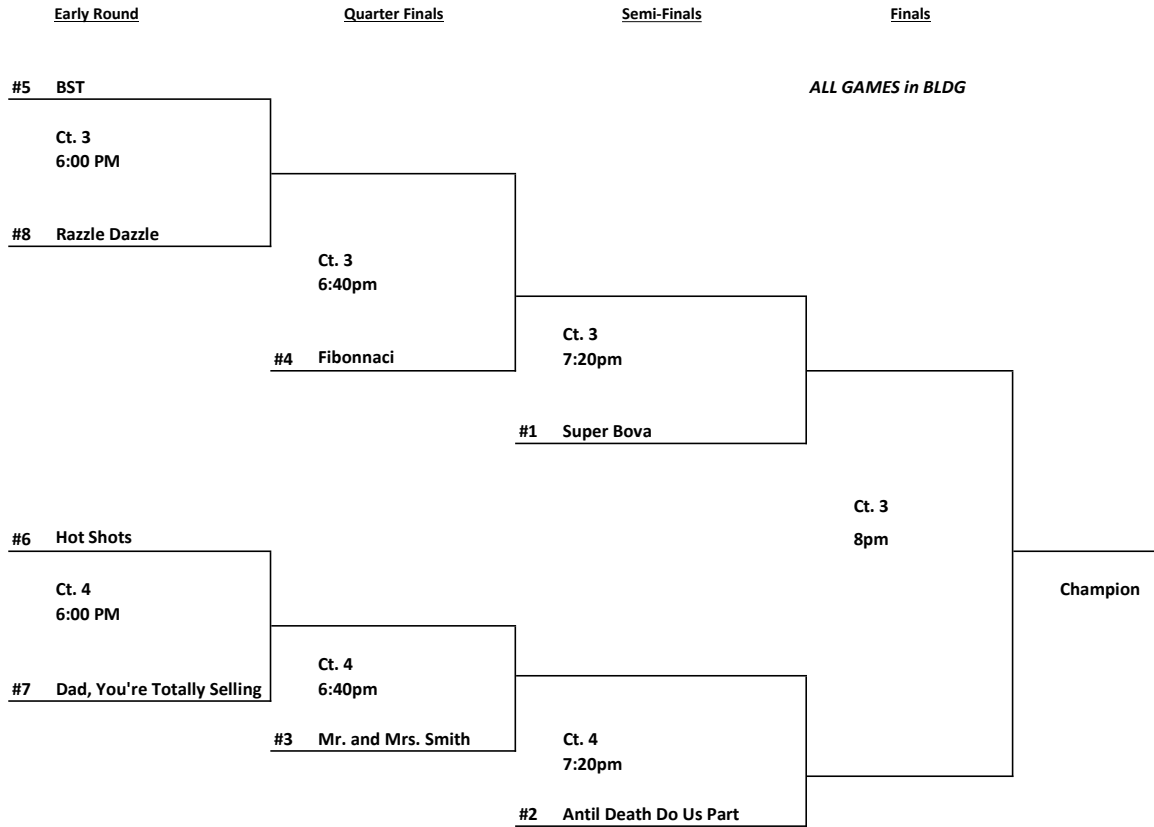 Early Round Quarter Finals Semi-Finals Finals
#5 BST
ALL GAMES in BLDG
Ct. 3
6:00 PM
#8 Razzle Dazzle
Ct. 3
6:40pm
#4 Fibonnaci
Ct. 3
7:20pm
#1 Super Bova
Ct. 3
8pm
#6 Hot Shots
Ct. 4
6:00 PM
Champion
#7 Dad, You're Totally Selling
Ct. 4
6:40pm
#3 Mr. and Mrs. Smith
Ct. 4
7:20pm
#2 Antil Death Do Us Part